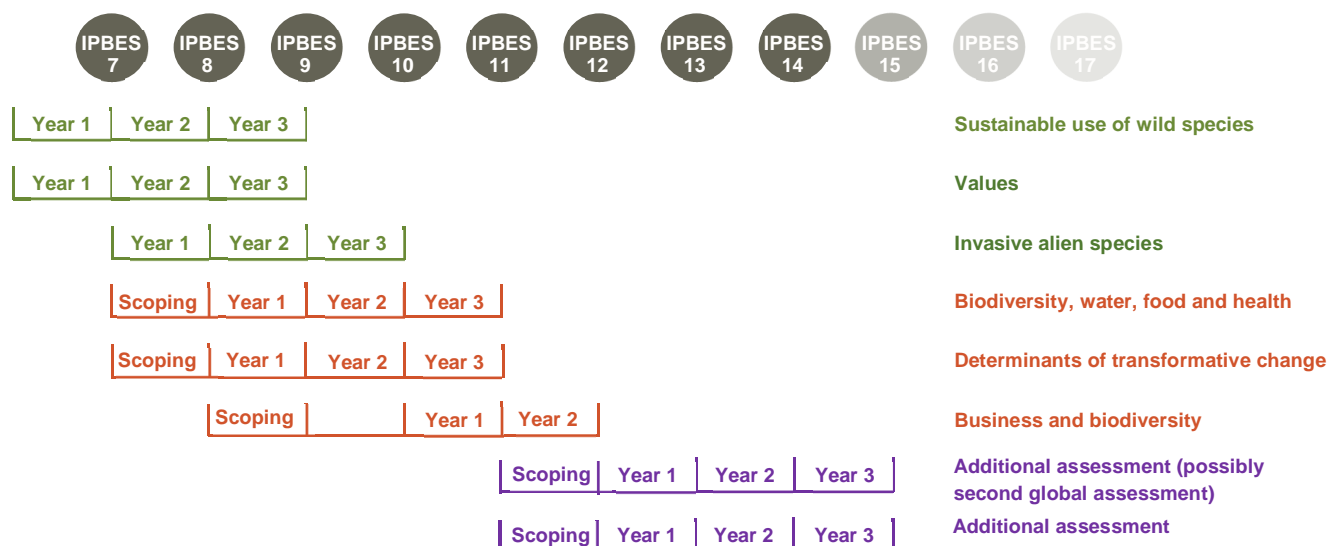 IPBES 7 IPBES 8 IPBES 9 IPBES 10 IPBES 11 IPBES 12 IPBES 13 IPBES 14 IPBES 15 IPBES 16 IPBES 17
Year 1 Year 2 Year 3 Sustainable use of wild species
Year 1 Year 2 Year 3 Values
Year 1 Year 2 Year 3 Invasive alien species
Scoping Year 1 Year 2 Year 3 Biodiversity, water, food and health
Scoping Year 1 Year 2 Year 3 Determinants of transformative change
Scoping Year 1 Year 2 Business and biodiversity
Scoping Year 1 Year 2 Year 3 Additional assessment (possibly
second global assessment)
Scoping Year 1 Year 2 Year 3 Additional assessment